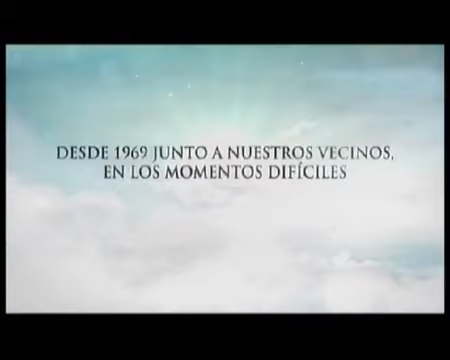 DESDE 1969 JUNTO A NUESTROS VECINOS,
EN LOS MOMENTOS DIFÍCILES